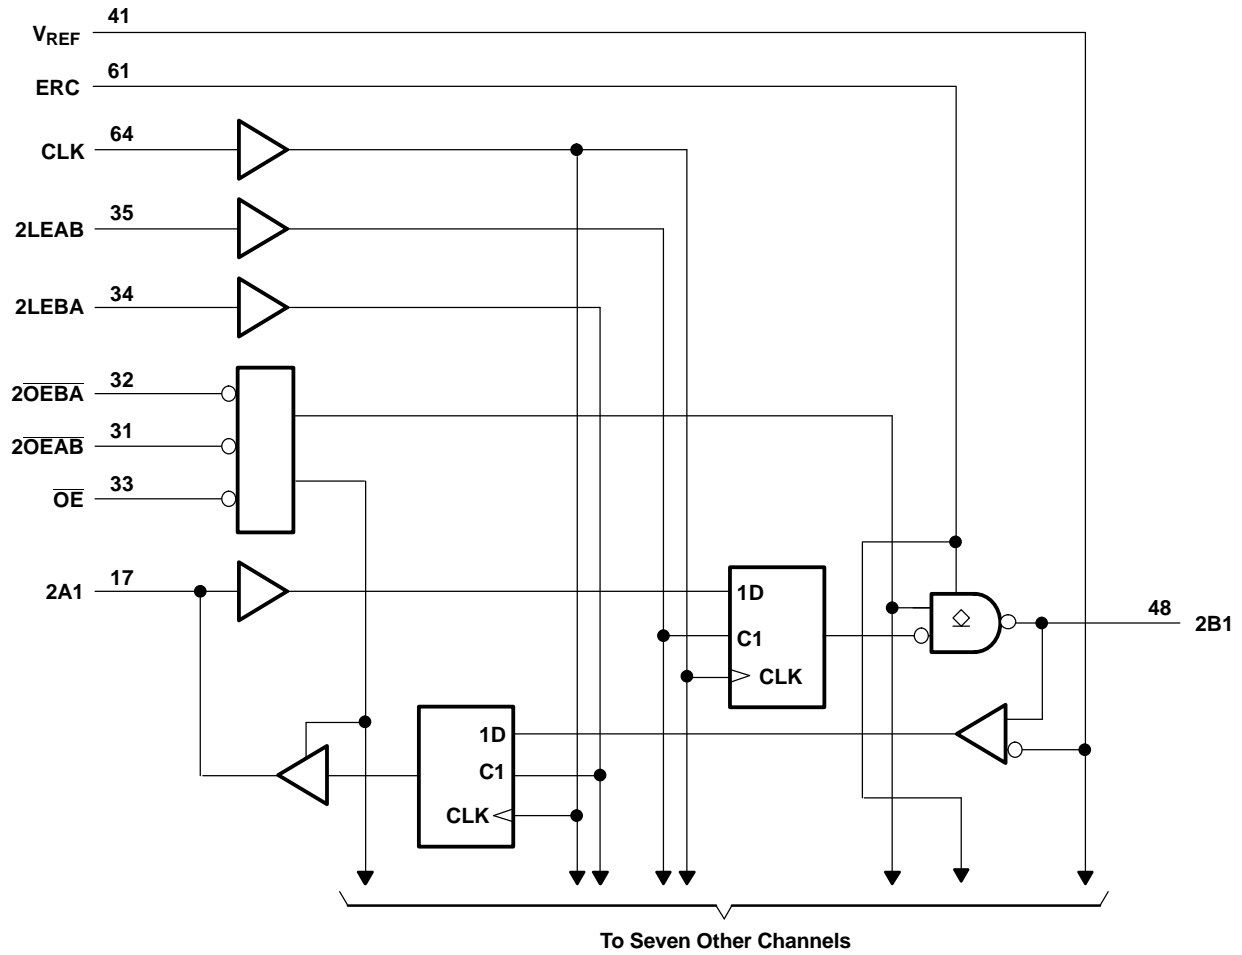 41
VREF
61
ERC
64
CLK
35
2LEAB
34
2LEBA
32
2OEBA
31
2OEAB
33
OE
17
2A1
1D
C1
CLK
48
2B1
1D
C1
CLK
To Seven Other Channels